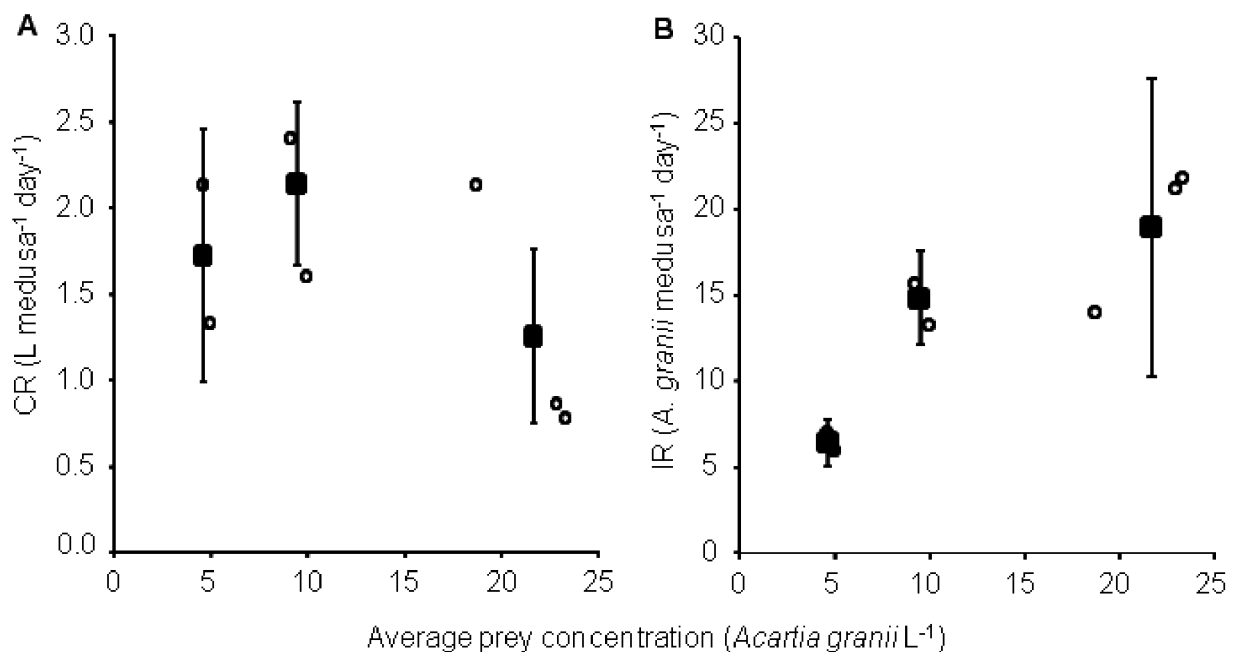 A
3.0
2.5
2.0
1.5
1.0
0.5
0.0
CR (L medusa⁻¹ day⁻¹)
0 5 10 15 20 25
B
30
25
20
15
10
5
0
IR (A. granii medusa⁻¹ day⁻¹)
0 5 10 15 20 25
Average prey concentration (Acartia granii L⁻¹)